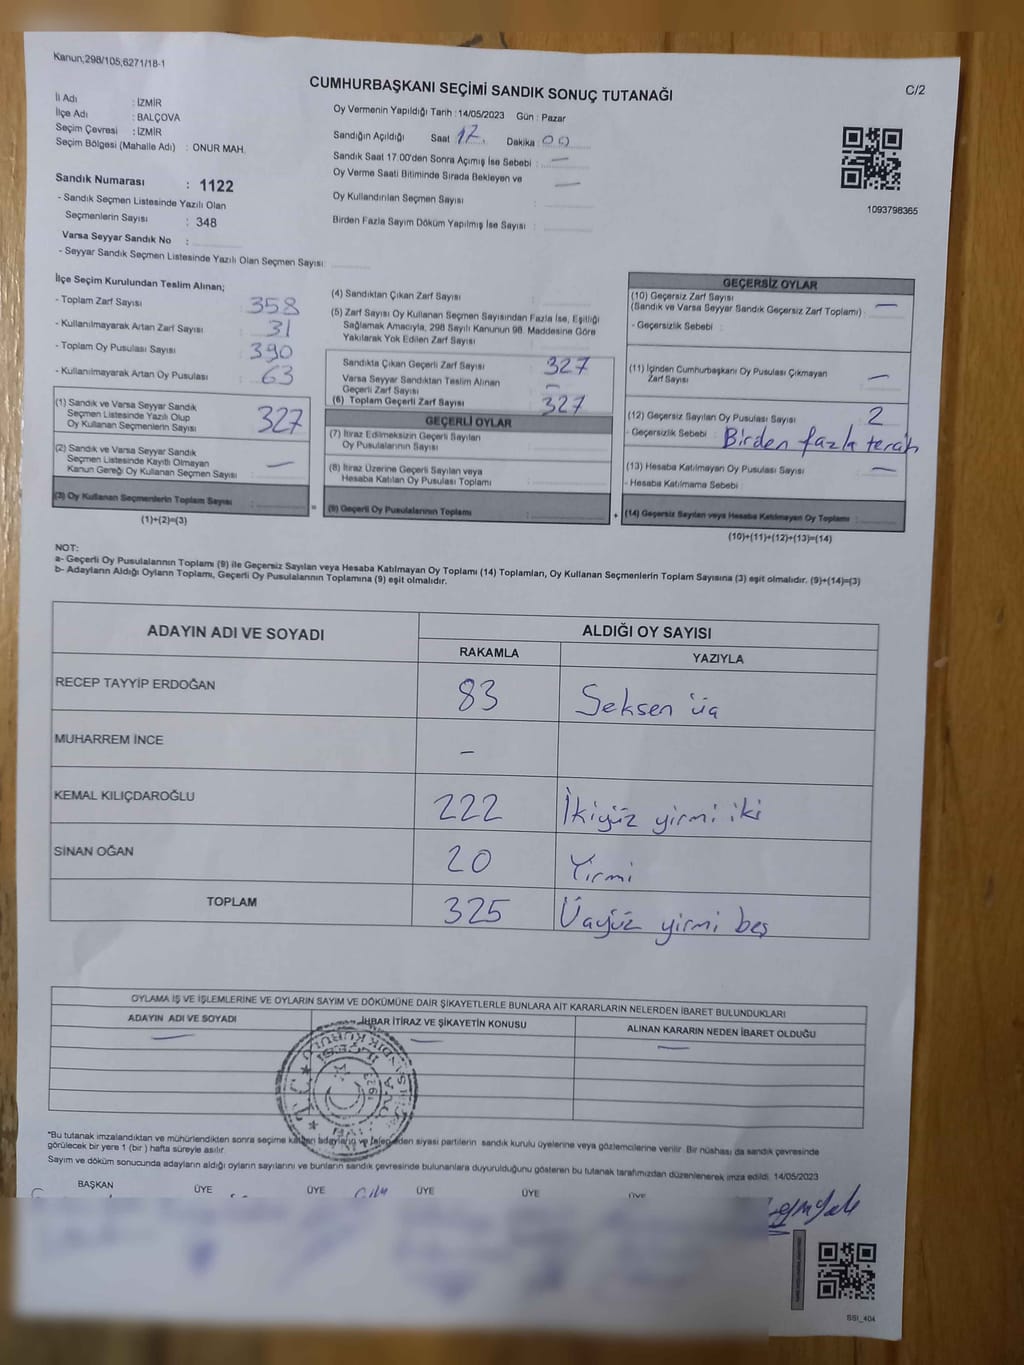 Kanun;298/105,6271/18-1
CUMHURBAŞKANI SEÇİMİ SANDIK SONUÇ TUTANAĞI
C/2
İl Adı : İZMİR
İlçe Adı : BALÇOVA
Seçim Çevresi : İZMİR
Seçim Bölgesi (Mahalle Adı) : ONUR MAH.
Oy Vermenin Yapıldığı Tarih : 14/05/2023 Gün : Pazar
Sandığın Açıldığı Saat 17. Dakika : 00
Sandık Saat 17.00'den Sonra Açımış İse Sebebi : —
Oy Verme Saati Bitiminde Sırada Bekleyen ve —
Oy Kullandırılan Seçmen Sayısı :
Birden Fazla Sayım Döküm Yapılmış İse Sayısı :
1093798365
Sandık Numarası : 1122
- Sandık Seçmen Listesinde Yazılı Olan
Seçmenlerin Sayısı : 348
Varsa Seyyar Sandık No :
- Seyyar Sandık Seçmen Listesinde Yazılı Olan Seçmen Sayısı:
İlçe Seçim Kurulundan Teslim Alınan;
- Toplam Zarf Sayısı 358
- Kullanılmayarak Artan Zarf Sayısı : 31
- Toplam Oy Pusulası Sayısı : 390
- Kullanılmayarak Artan Oy Pusulası : 63
(1) Sandık ve Varsa Seyyar Sandık
Seçmen Listesinde Yazılı Olup
Oy Kullanan Seçmenlerin Sayısı : 327
(2) Sandık ve Varsa Seyyar Sandık
Seçmen Listesinde Kayıtlı Olmayan
Kanun Gereği Oy Kullanan Seçmen Sayısı : —
(3) Oy Kullanan Seçmenlerin Toplam Sayısı :
(1)+(2)=(3)
(4) Sandıktan Çıkan Zarf Sayısı :
(5) Zarf Sayısı Oy Kullanan Seçmen Sayısından Fazla İse, Eşitliği
Sağlamak Amacıyla, 298 Sayılı Kanunun 98. Maddesine Göre
Yakılarak Yok Edilen Zarf Sayısı :
Sandıkta Çıkan Geçerli Zarf Sayısı : 327
Varsa Seyyar Sandıktan Teslim Alınan
Geçerli Zarf Sayısı : —
(6) Toplam Geçerli Zarf Sayısı : 327
GEÇERLİ OYLAR
(7) İtiraz Edilmeksizin Geçerli Sayılan
Oy Pusulalarının Sayısı :
(8) İtiraz Üzerine Geçerli Sayılan veya
Hesaba Katılan Oy Pusulası Toplamı :
=
(9) Geçerli Oy Pusulalarının Toplamı :
GEÇERSİZ OYLAR
(10) Geçersiz Zarf Sayısı
(Sandık ve Varsa Seyyar Sandık Geçersiz Zarf Toplamı) : —
- Geçersizlik Sebebi :
(11) İçinden Cumhurbaşkanı Oy Pusulası Çıkmayan
Zarf Sayısı : —
(12) Geçersiz Sayılan Oy Pusulası Sayısı : 2
- Geçersizlik Sebebi : Birden fazla tercih
(13) Hesaba Katılmayan Oy Pusulası Sayısı : —
- Hesaba Katılmama Sebebi :
+
(14) Geçersiz Sayılan veya Hesaba Katılmayan Oy Toplamı :
(10)+(11)+(12)+(13)=(14)
NOT:
a- Geçerli Oy Pusulalarının Toplamı (9) ile Geçersiz Sayılan veya Hesaba Katılmayan Oy Toplamı (14) Toplamları, Oy Kullanan Seçmenlerin Toplam Sayısına (3) eşit olmalıdır. (9)+(14)=(3)
b- Adayların Aldığı Oyların Toplamı, Geçerli Oy Pusulalarının Toplamına (9) eşit olmalıdır.
ADAYIN ADI VE SOYADI
ALDIĞI OY SAYISI
RAKAMLA YAZIYLA
RECEP TAYYİP ERDOĞAN 83 Seksen üç
MUHARREM İNCE -
KEMAL KILIÇDAROĞLU 222 İkiyüz yirmi iki
SİNAN OĞAN 20 Yirmi
TOPLAM 325 Üçyüz yirmi beş
OYLAMA İŞ VE İŞLEMLERİNE VE OYLARIN SAYIM VE DÖKÜMÜNE DAİR ŞİKAYETLERLE BUNLARA AİT KARARLARIN NELERDEN İBARET BULUNDUKLARI
ADAYIN ADI VE SOYADI İHBAR İTİRAZ VE ŞİKAYETİN KONUSU ALINAN KARARIN NEDEN İBARET OLDUĞU
— — —
*Bu tutanak imzalandıktan ve mühürlendikten sonra seçime katılan adayların ve talep eden siyasi partilerin sandık kurulu üyelerine veya gözlemcilerine verilir. Bir nüshası da sandık çevresinde
görülecek bir yere 1 (bir ) hafta süreyle asılır.
Sayım ve döküm sonucunda adayların aldığı oyların sayılarını ve bunların sandık çevresinde bulunanlara duyurulduğunu gösteren bu tutanak tarafımızdan düzenlenerek imza edildi. 14/05/2023
BAŞKAN ÜYE ÜYE ÜYE ÜYE ÜYE
SSI_404